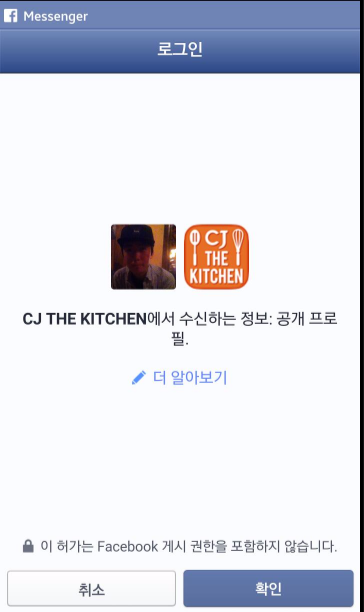 Messenger
로그인
CJ
THE
KITCHEN
CJ THE KITCHEN에서 수신하는 정보: 공개 프로
필.
더 알아보기
이 허가는 Facebook 게시 권한을 포함하지 않습니다.
취소
확인